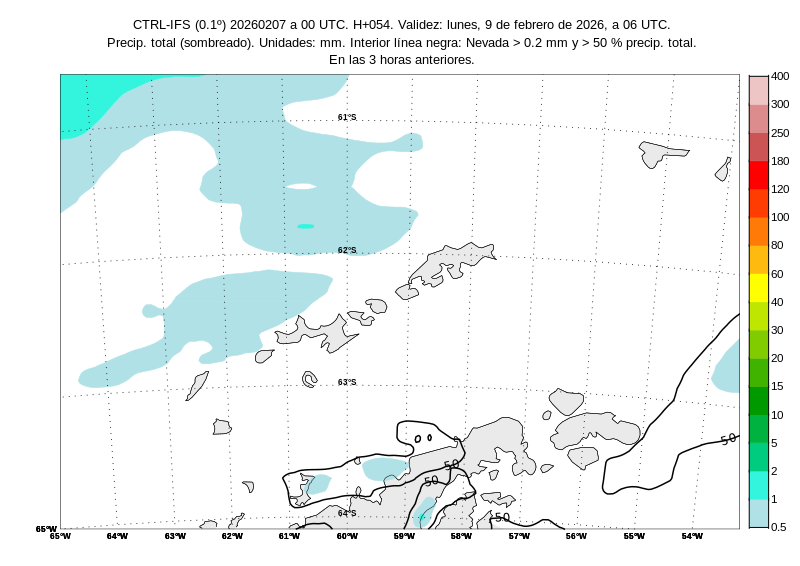 CTRL-IFS (0.1º) 20260207 a 00 UTC. H+054. Validez: lunes, 9 de febrero de 2026, a 06 UTC.
Precip. total (sombreado). Unidades: mm. Interior línea negra: Nevada > 0.2 mm y > 50 % precip. total.
En las 3 horas anteriores.
400
61°S
300
250
180
120
100
62°S
80
60
40
30
20
63°S
15
10
50
5
50
50
2
1
64°S
50
0.5
65°W
65°W 64°W 63°W 62°W 61°W 60°W 59°W 58°W 57°W 56°W 55°W 54°W